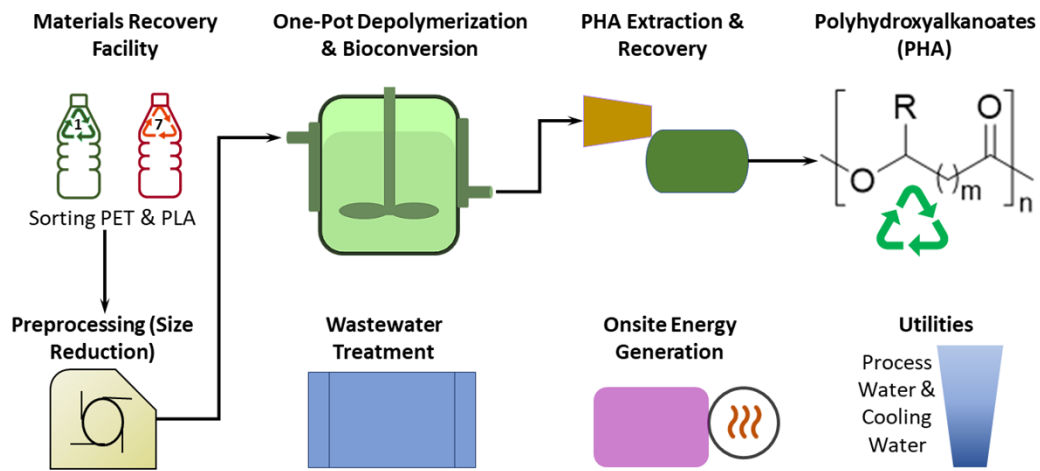 Materials Recovery
Facility
One-Pot Depolymerization
& Bioconversion
PHA Extraction &
Recovery
Polyhydroxyalkanoates
(PHA)
1
7
Sorting PET & PLA
R
O
O
m
n
Preprocessing (Size
Reduction)
Wastewater
Treatment
Onsite Energy
Generation
Utilities
Process
Water &
Cooling
Water